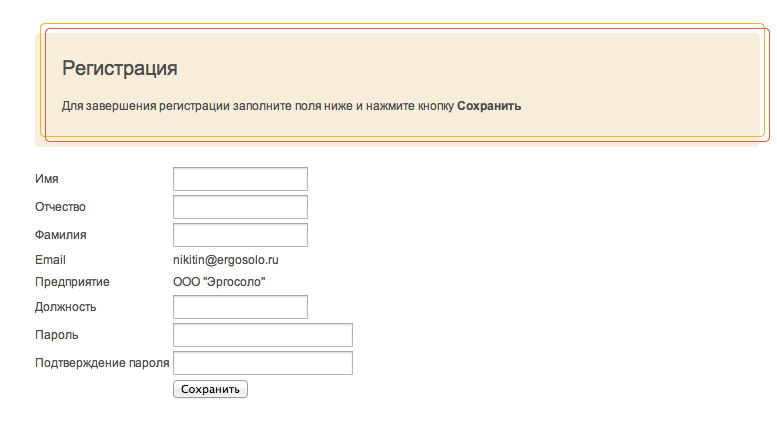 Регистрация
Для завершения регистрации заполните поля ниже и нажмите кнопку Сохранить
Имя
Отчество
Фамилия
Email nikitin@ergosolo.ru
Предприятие ООО "Эргосоло"
Должность
Пароль
Подтверждение пароля
Сохранить